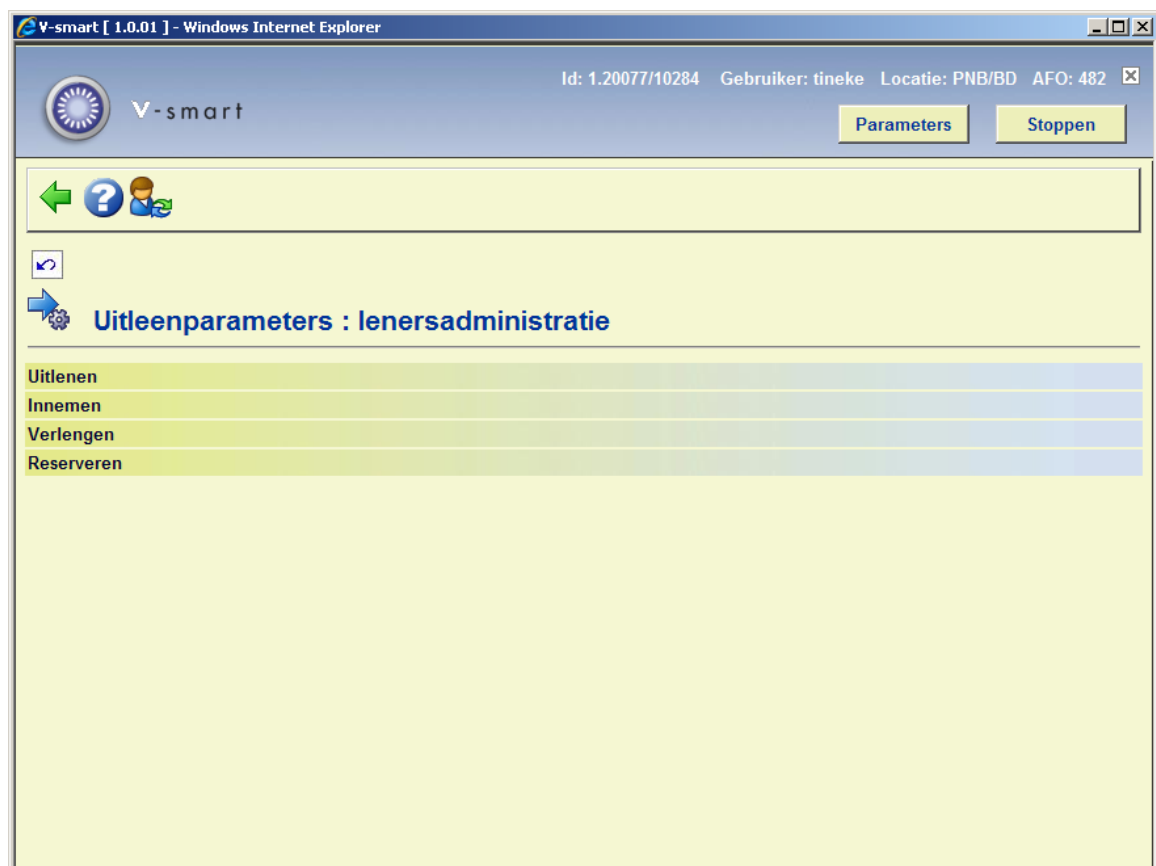 V-smart [ 1.0.01 ] - Windows Internet Explorer
Id: 1.20077/10284 Gebruiker: tineke Locatie: PNB/BD AFO: 482
V-smart
Parameters Stoppen
Uitleenparameters : lenersadministratie
Uitlenen
Innemen
Verlengen
Reserveren